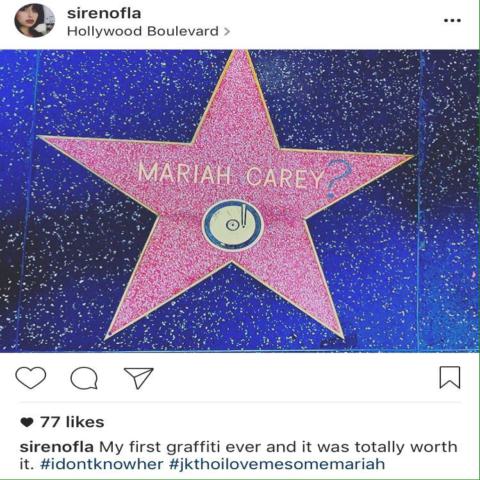 sirenofla
Hollywood Boulevard >
MARIAH CAREY?
77 likes
sirenofla My first graffiti ever and it was totally worth
it. #idontknowher #jkthoilovemesomemariah